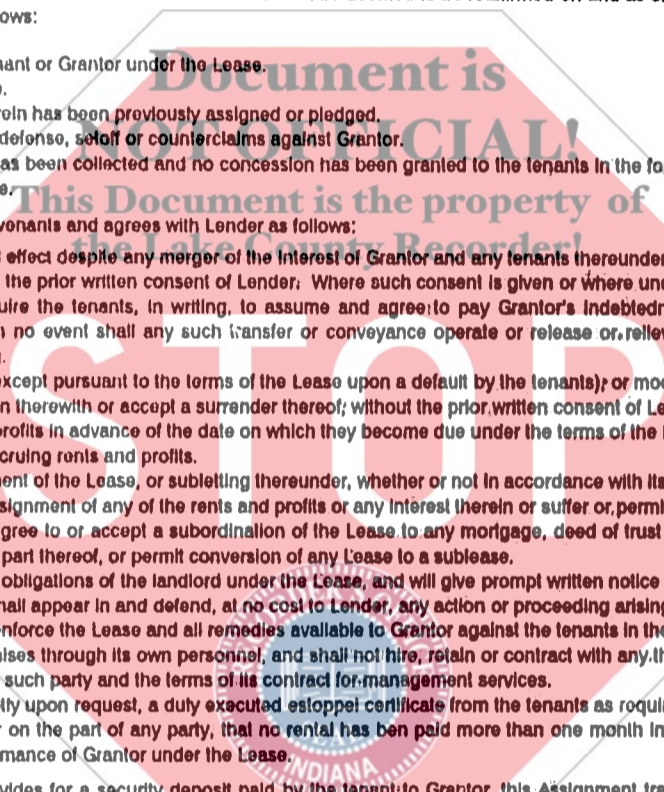 ows:
nant or Grantor under the Lease.
Document is
rein has been previously assigned or pledged.
defense, setoff or counterclaims against Grantor.
NOT OFFICIAL!
as been collected and no concession has been granted to the tenants in the fo
e.
This Document is the property of
venants and agrees with Lender as follows:
the Lake County Recorder!
effect despite any merger of the interest of Grantor and any tenants thereunder
the prior written consent of Lender. Where such consent is given or where und
uire the tenants, in writing, to assume and agree to pay Grantor's indebtedn
n no event shall any such transfer or conveyance operate or release or relieve
STOP
xcept pursuant to the terms of the Lease upon a default by the tenants); or mod
n therewith or accept a surrender thereof; without the prior written consent of Le
profits in advance of the date on which they become due under the terms of the
cruing rents and profits.
ent of the Lease, or subletting thereunder, whether or not in accordance with its
signment of any of the rents and profits or any interest therein or suffer or permi
gree to or accept a subordination of the Lease to any mortgage, deed of trust
part thereof, or permit conversion of any Lease to a sublease.
obligations of the landlord under the Lease, and will give prompt written notice
hall appear in and defend, at no cost to Lender, any action or proceeding arising
nforce the Lease and all remedies available to Grantor against the tenants in the
ises through its own personnel, and shall not hire, retain or contract with any th
such party and the terms of its contract for management services.
tly upon request, a duly executed estoppel certificate from the tenants as requi
r on the part of any party, that no rental has ben paid more than one month in
rmance of Grantor under the Lease.
INDIANA
vides for a security deposit paid by the tenant to Grantor, this Assignment tra